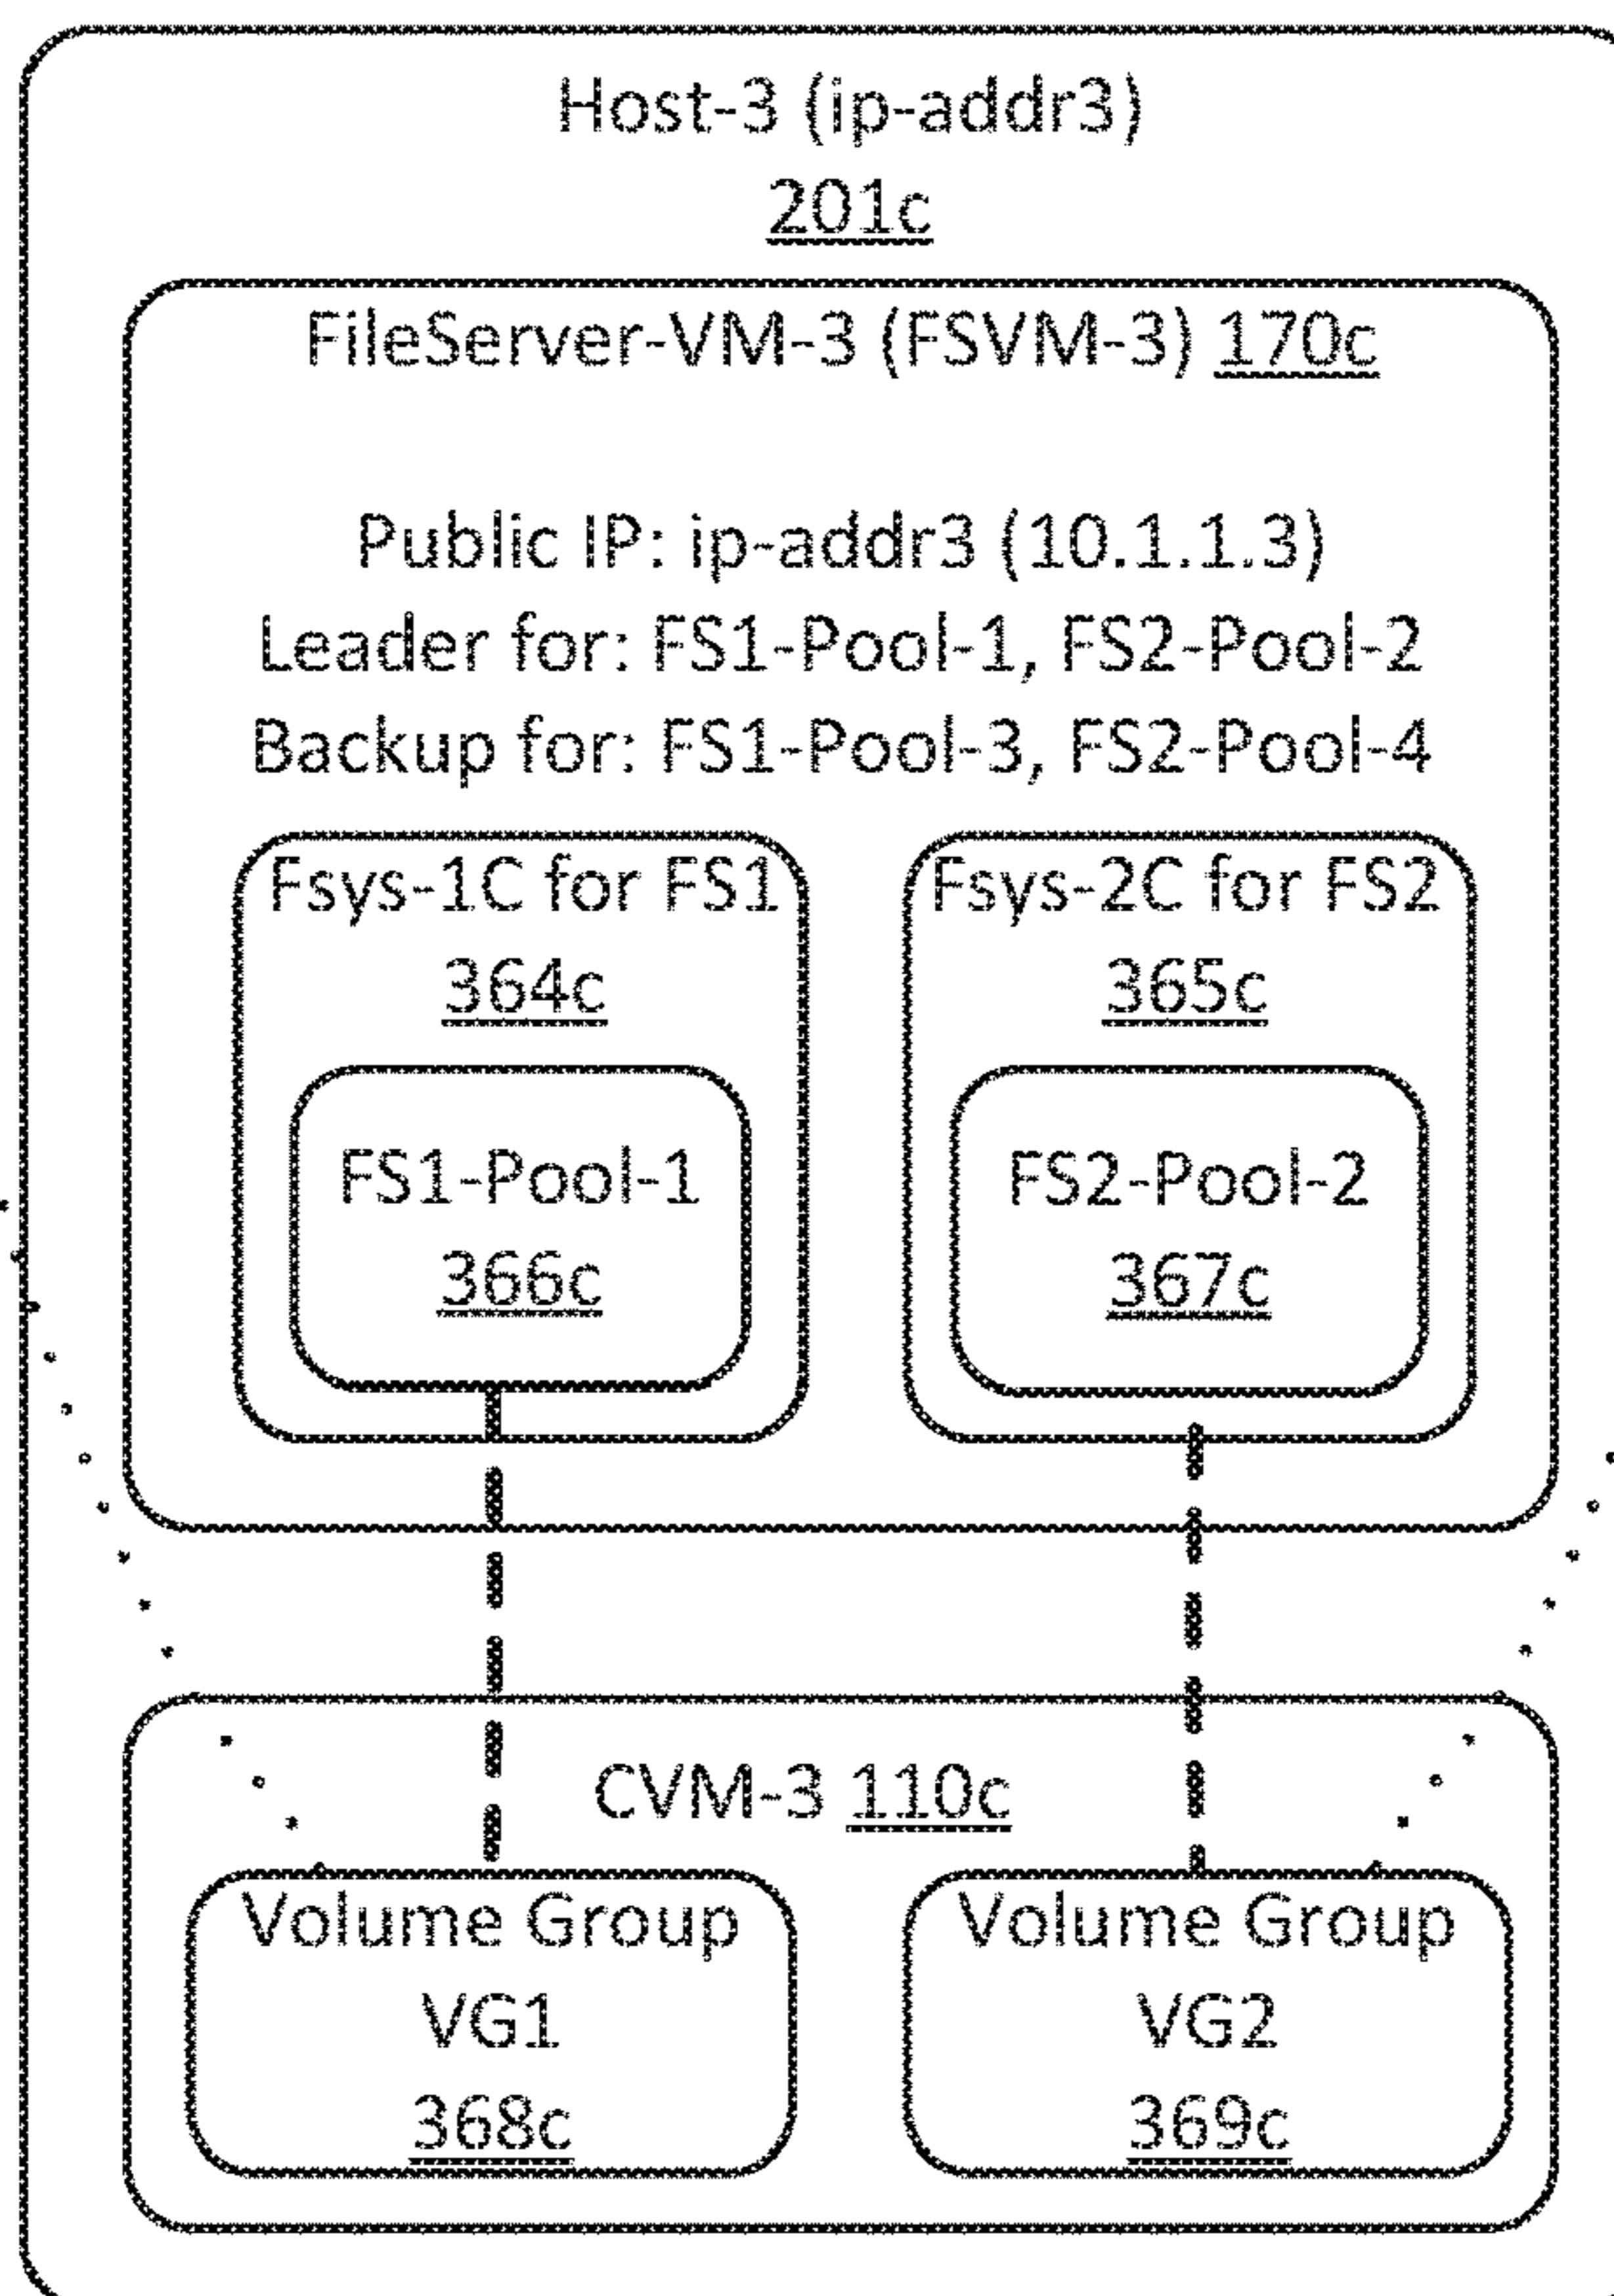 Host-3 (ip-addr3)
201c
FileServer-VM-3 (FSVM-3) 170c
Public IP: ip-addr3 (10.1.1.3)
Leader for: FS1-Pool-1, FS2-Pool-2
Backup for: FS1-Pool-3, FS2-Pool-4
Fsys-1C for FS1
364c
FS1-Pool-1
366c
Fsys-2C for FS2
365c
FS2-Pool-2
367c
CVM-3 110c
Volume Group
VG1
368c
Volume Group
VG2
369c